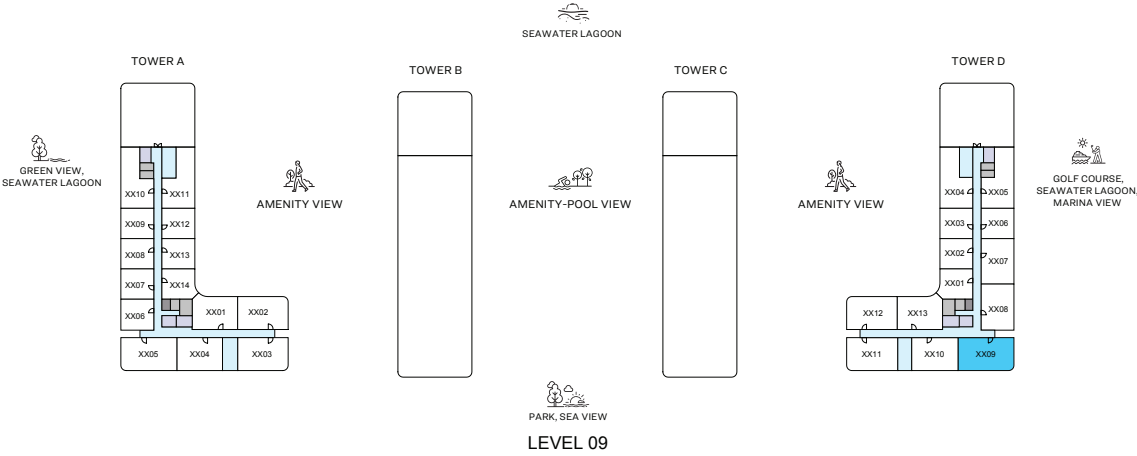 SEAWATER LAGOON
TOWER A
TOWER B
TOWER C
TOWER D
GREEN VIEW,
SEAWATER LAGOON
AMENITY VIEW
AMENITY-POOL VIEW
AMENITY VIEW
GOLF COURSE,
SEAWATER LAGOON,
MARINA VIEW
XX10
XX11
XX09
XX12
XX08
XX13
XX07
XX14
XX06
XX01
XX02
XX05
XX04
XX03
XX04
XX05
XX03
XX06
XX02
XX07
XX01
XX08
XX12
XX13
XX11
XX10
XX09
PARK, SEA VIEW
LEVEL 09